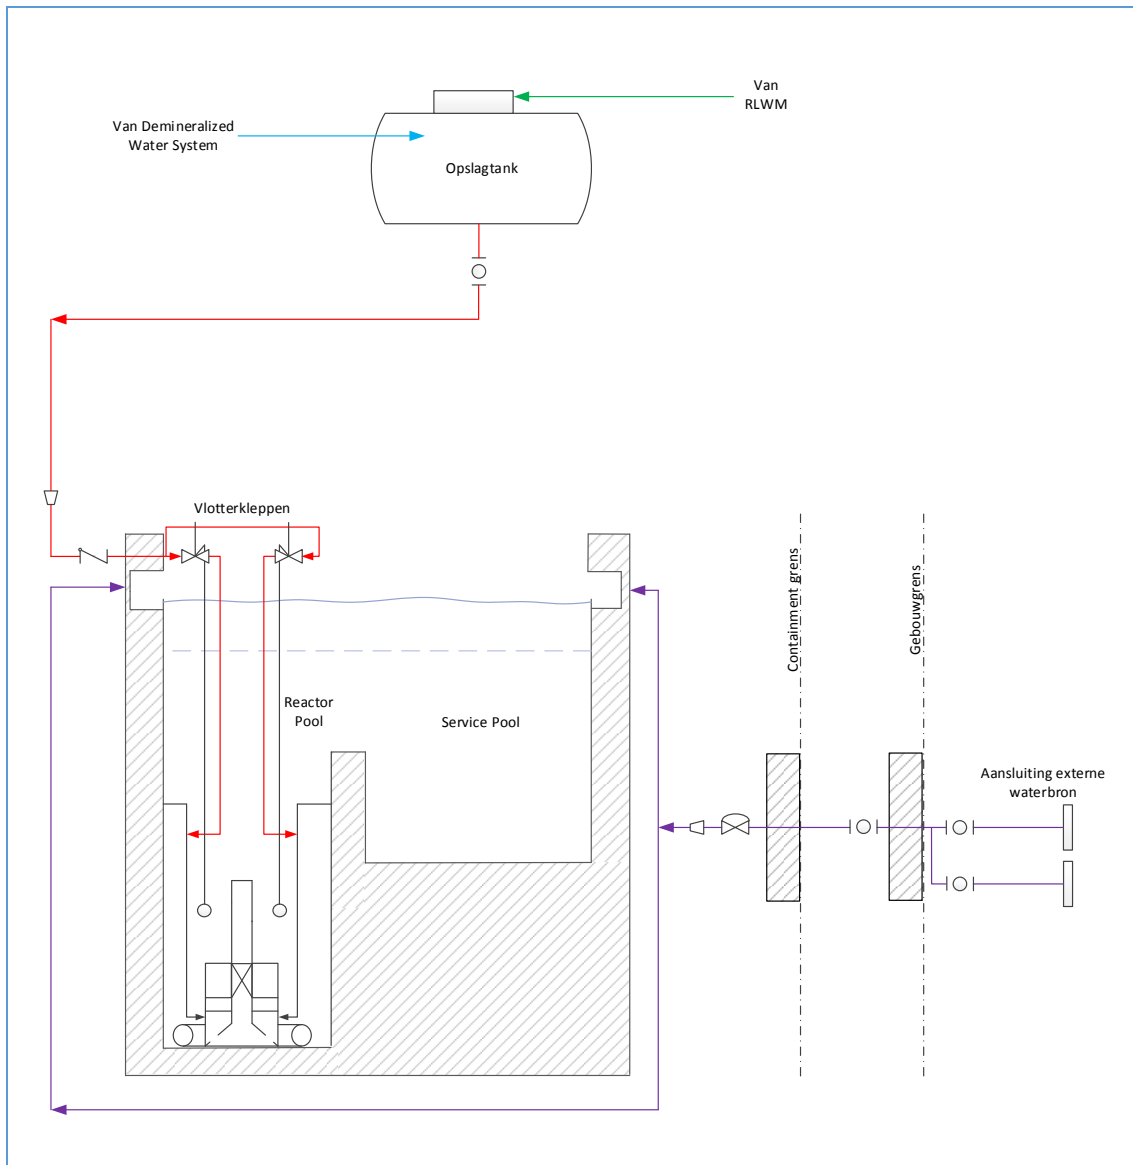 Van
RLWM
Van Demineralized
Water System
Opslagtank
Vlotterkleppen
Containment grens
Gebouwgrens
Reactor
Pool
Service Pool
Aansluiting externe
waterbron